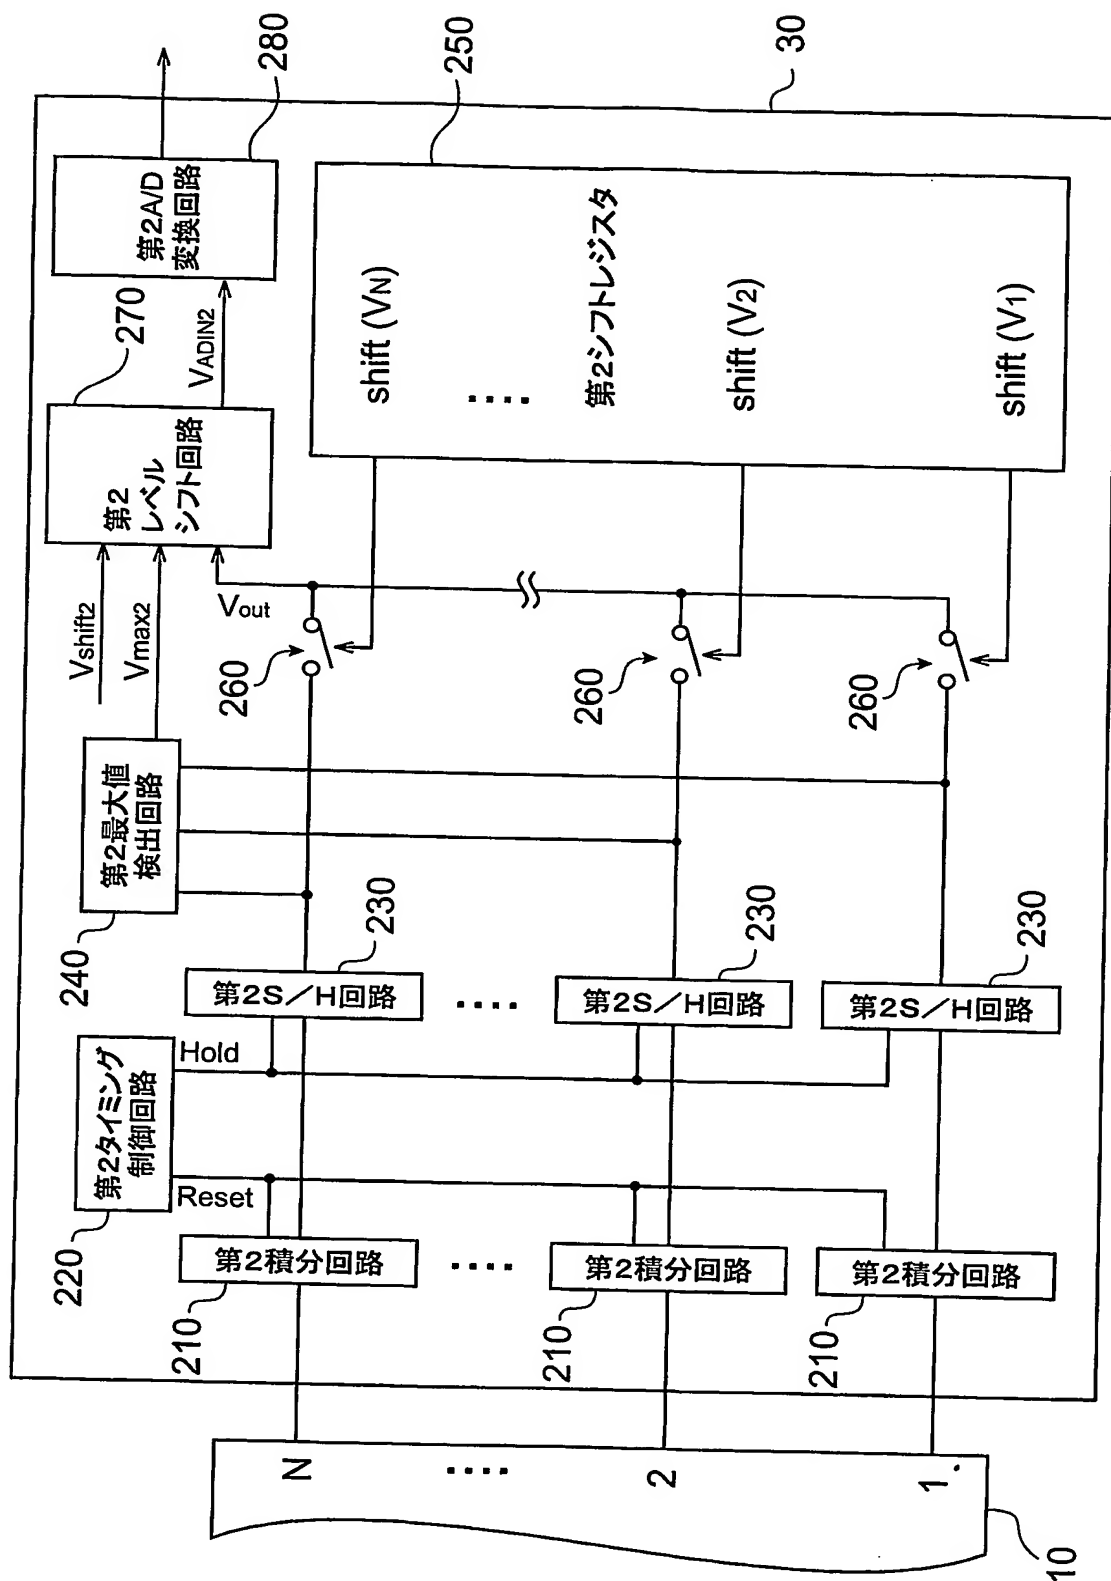 10
N
....
2
1.
30
220
第2タイミング
制御回路
Reset
Hold
210
第2積分回路
....
210
第2積分回路
210
第2積分回路
第2S/H回路
230
....
第2S/H回路
230
第2S/H回路
230
240
第2最大値
検出回路
Vshift2
Vmax2
Vout
260
260
260
270
第2
レベル
シフト回路
VADIN2
第2A/D
変換回路
280
250
shift (VN)
....
第2シフトレジスタ
shift (V2)
shift (V1)